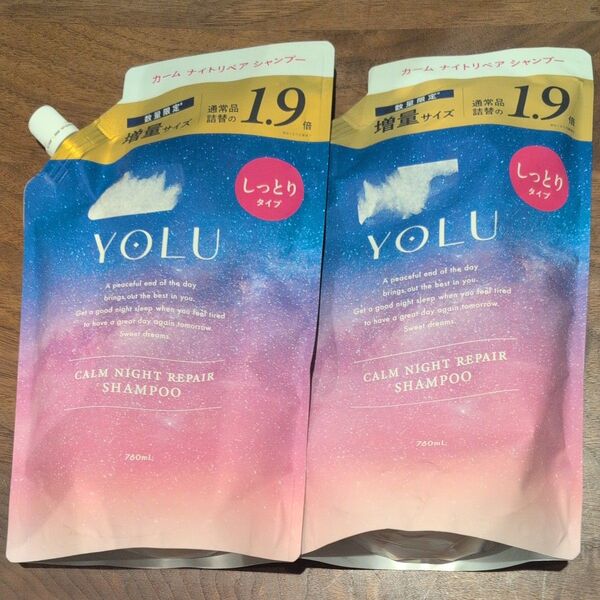 カーム ナイトリペア シャンプー
数量限定*
増量サイズ
通常品
詰替の
1.9倍
しっとり
タイプ
YOLU
A peaceful end of the day
brings out the best in you.
Get a good night sleep when you feel tired
to have a great day again tomorrow.
Sweet dreams.
CALM NIGHT REPAIR
SHAMPOO
760mL
カーム ナイトリペア シャンプー
数量限定*
増量サイズ
通常品
詰替の
1.9倍
しっとり
タイプ
YOLU
A peaceful end of the day
brings out the best in you.
Get a good night sleep when you feel tired
to have a great day again tomorrow.
Sweet dreams.
CALM NIGHT REPAIR
SHAMPOO
760mL